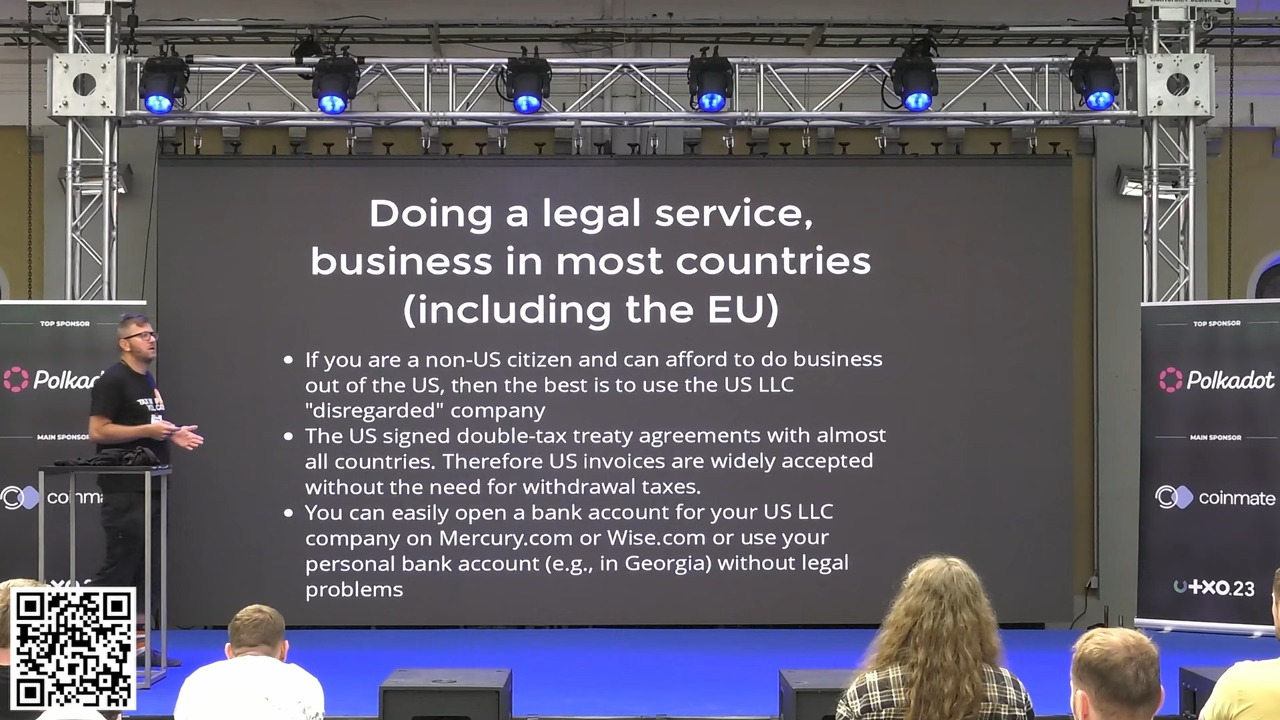 Doing a legal service,
business in most countries
(including the EU)
• If you are a non-US citizen and can afford to do business
out of the US, then the best is to use the US LLC
"disregarded" company
• The US signed double-tax treaty agreements with almost
all countries. Therefore US invoices are widely accepted
without the need for withdrawal taxes.
• You can easily open a bank account for your US LLC
company on Mercury.com or Wise.com or use your
personal bank account (e.g., in Georgia) without legal
problems
TOP SPONSOR
Polkad
MAIN SPONSOR
coinma
TOP SPONSOR
Polkadot
MAIN SPONSOR
coinmate
utxo.23